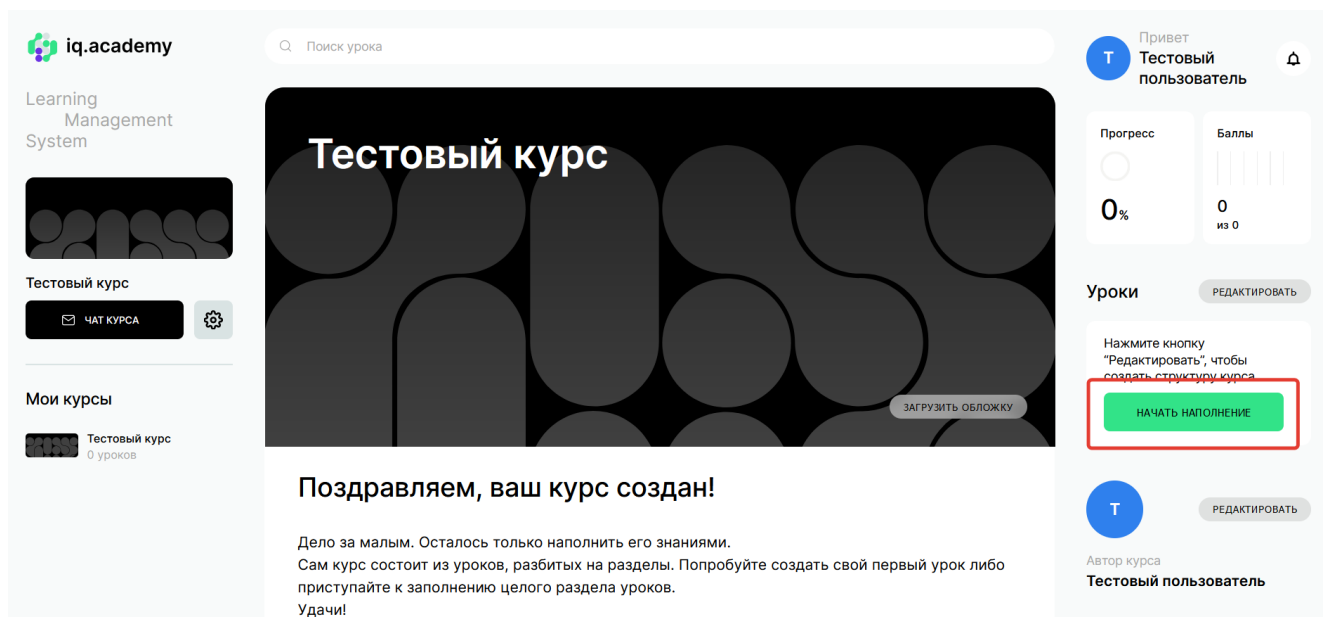 iq.academy
Learning
Management
System
Тестовый курс
ЧАТ КУРСА
Мои курсы
Тестовый курс
0 уроков
Поиск урока
Тестовый курс
ЗАГРУЗИТЬ ОБЛОЖКУ
Поздравляем, ваш курс создан!
Дело за малым. Осталось только наполнить его знаниями.
Сам курс состоит из уроков, разбитых на разделы. Попробуйте создать свой первый урок либо
приступайте к заполнению целого раздела уроков.
Удачи!
Т
Привет
Тестовый
пользователь
Прогресс
0%
Баллы
0
из 0
Уроки
РЕДАКТИРОВАТЬ
Нажмите кнопку
“Редактировать”, чтобы
создать структуру курса
НАЧАТЬ НАПОЛНЕНИЕ
Т
РЕДАКТИРОВАТЬ
Автор курса
Тестовый пользователь